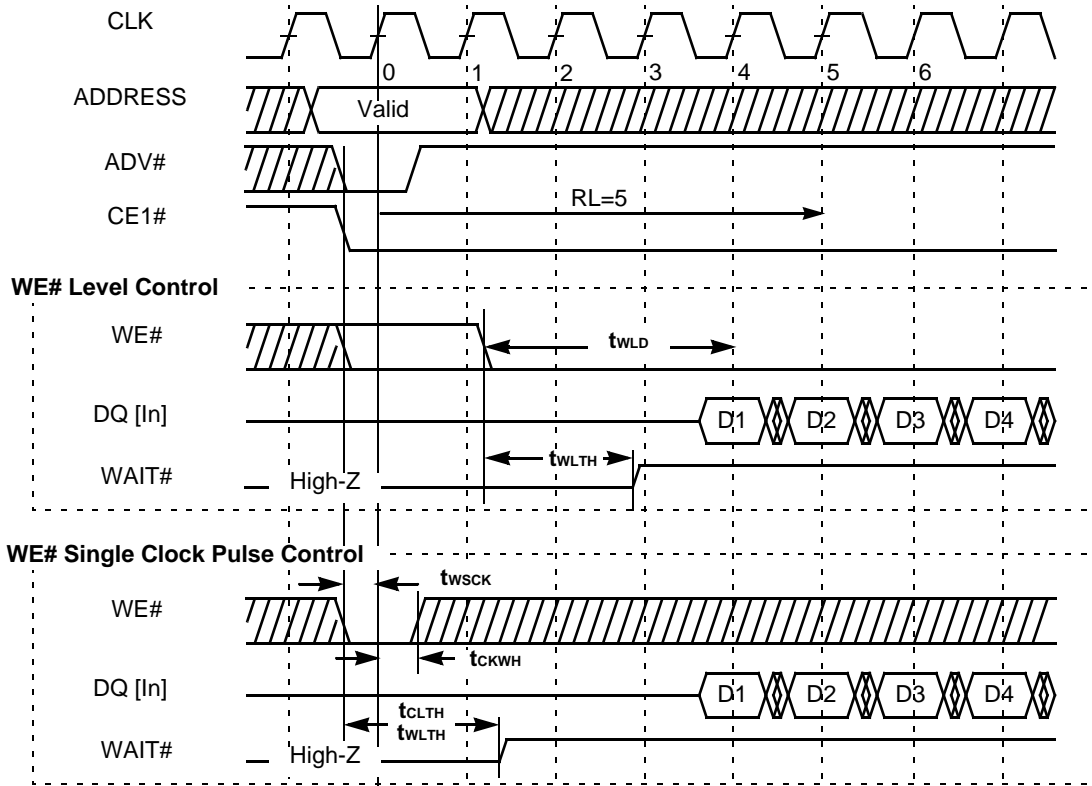 CLK
0 1 2 3 4 5 6
ADDRESS
Valid
ADV#
RL=5
CE1#
WE# Level Control
WE#
tWLD
DQ [In]
D1 D2 D3 D4
tWLTH
WAIT#
High-Z
WE# Single Clock Pulse Control
tWSCK
WE#
tCKWH
DQ [In]
D1 D2 D3 D4
tCLTH
tWLTH
WAIT#
High-Z